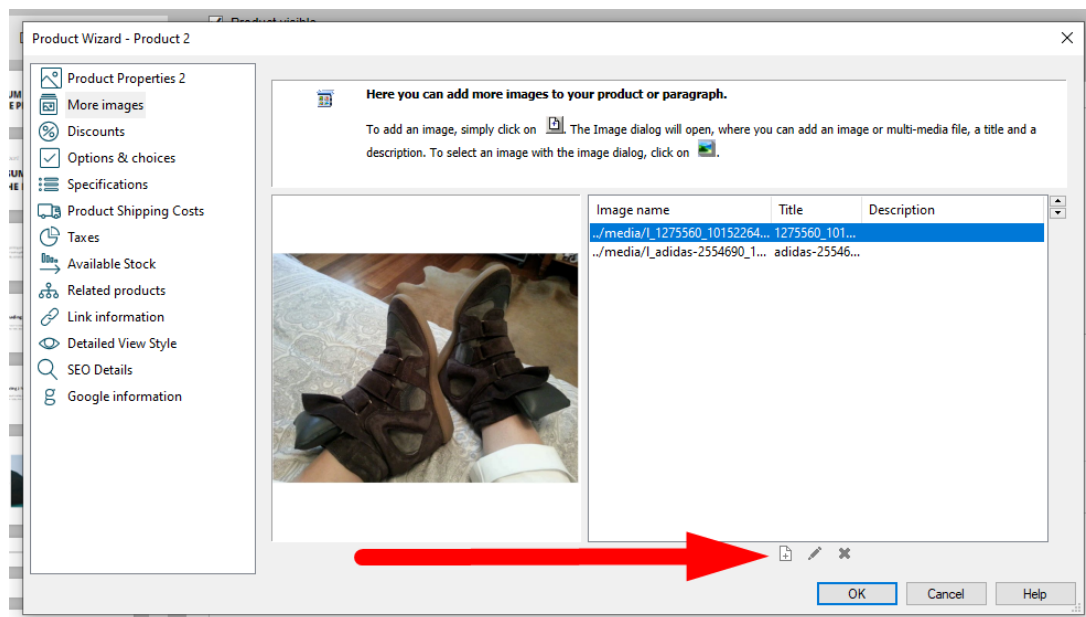 Product visible
Product Wizard - Product 2
Product Properties 2
More images
Discounts
Options & choices
Specifications
Product Shipping Costs
Taxes
Available Stock
Related products
Link information
Detailed View Style
SEO Details
Google information
Here you can add more images to your product or paragraph.
To add an image, simply click on . The Image dialog will open, where you can add an image or multi-media file, a title and a
description. To select an image with the image dialog, click on .
Image name Title Description
../media/l_1275560_10152264... 1275560_101...
../media/l_adidas-2554690_1... adidas-25546...
OK Cancel Help